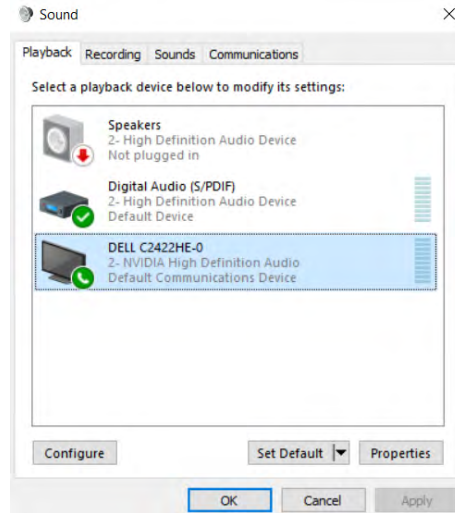 Sound
Playback Recording Sounds Communications
Select a playback device below to modify its settings:
Speakers
2- High Definition Audio Device
Not plugged in
Digital Audio (S/PDIF)
2- High Definition Audio Device
Default Device
DELL C2422HE-0
2- NVIDIA High Definition Audio
Default Communications Device
Configure Set Default Properties
OK Cancel Apply